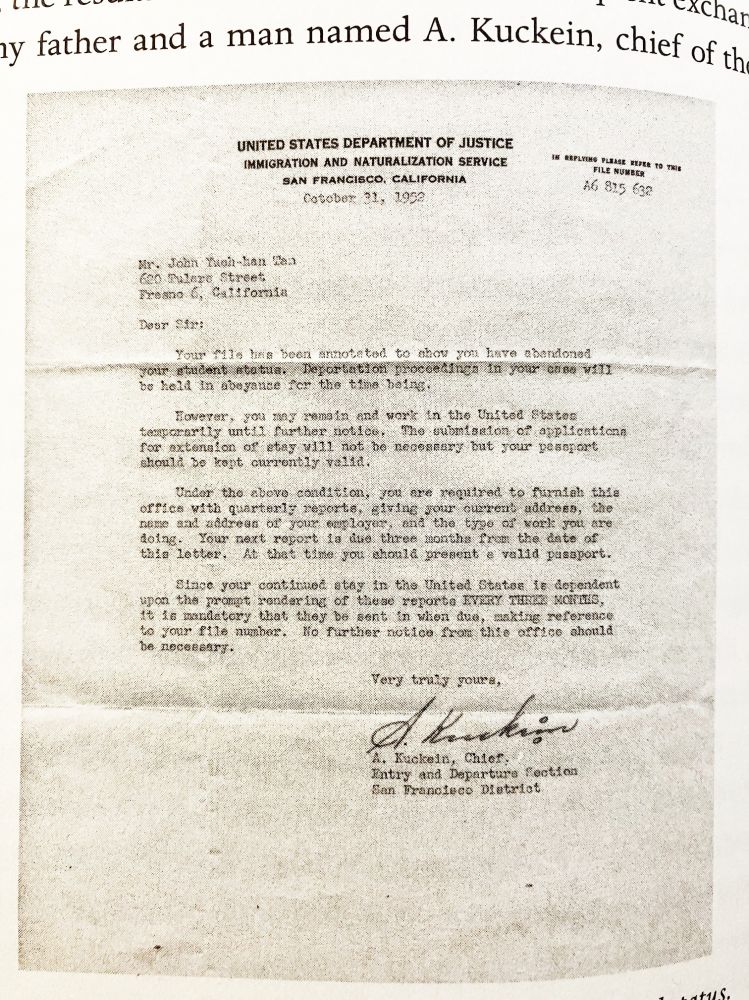 the
exchan
my father and a man named A. Kuckein, chief of the
UNITED STATES DEPARTMENT OF JUSTICE
IMMIGRATION AND NATURALIZATION SERVICE
SAN FRANCISCO, CALIFORNIA
October 31, 1952
IN REPLYING PLEASE REFER TO THIS
FILE NUMBER
A6 815 632
Mr. John Yueh-han Tan
620 Tulare Street
Fresno 6, California
Dear Sir:
Your file has been annotated to show you have abandoned
your student status. Deportation proceedings in your case will
be held in abeyance for the time being.
However, you may remain and work in the United States
temporarily until further notice. The submission of applications
for extension of stay will not be necessary but your passport
should be kept currently valid.
Under the above condition, you are required to furnish this
office with quarterly reports, giving your current address, the
name and address of your employer, and the type of work you are
doing. Your next report is due three months from the date of
this letter. At that time you should present a valid passport.
Since your continued stay in the United States is dependent
upon the prompt rendering of these reports EVERY THREE MONTHS,
it is mandatory that they be sent in when due, making reference
to your file number. No further notice from this office should
be necessary.
Very truly yours,
A. Kuckein
A. Kuckein, Chief,
Entry and Departure Section
San Francisco District